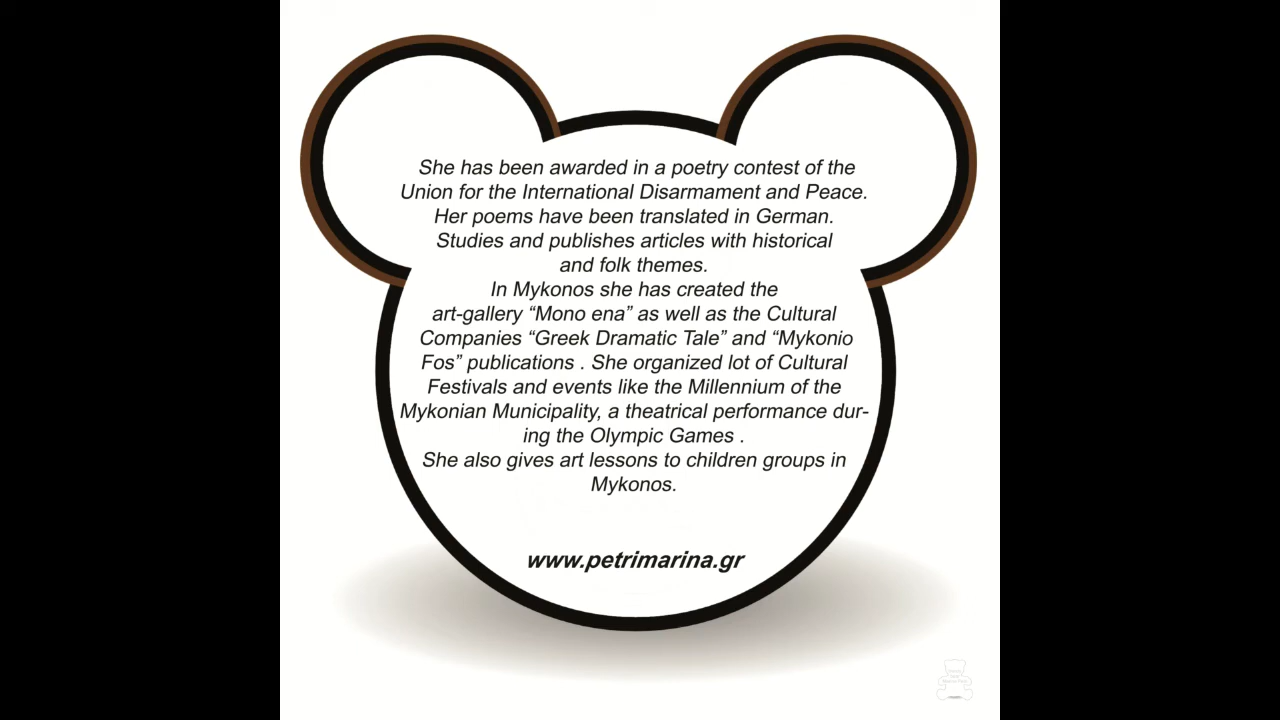 She has been awarded in a poetry contest of the
Union for the International Disarmament and Peace.
Her poems have been translated in German.
Studies and publishes articles with historical
and folk themes.
In Mykonos she has created the
art-gallery “Mono ena” as well as the Cultural
Companies “Greek Dramatic Tale” and “Mykonio
Fos” publications . She organized lot of Cultural
Festivals and events like the Millennium of the
Mykonian Municipality, a theatrical performance dur-
ing the Olympic Games .
She also gives art lessons to children groups in
Mykonos.
www.petrimarina.gr